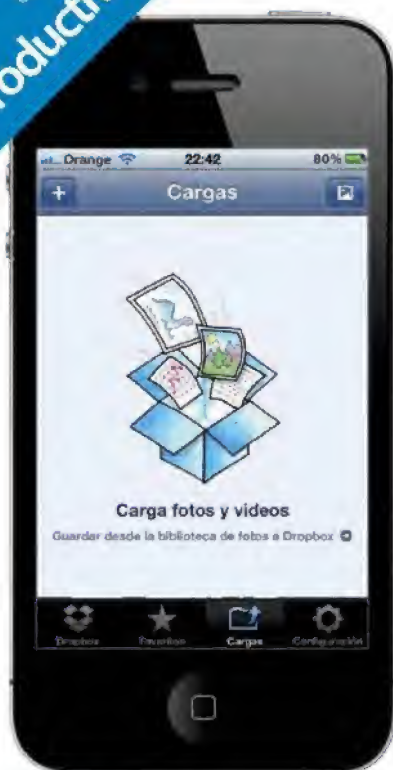 Orange 22:42 80%
+ Cargas
Carga fotos y videos
Guardar desde la biblioteca de fotos a Dropbox
Dropbox Favoritos Cargas Configuración